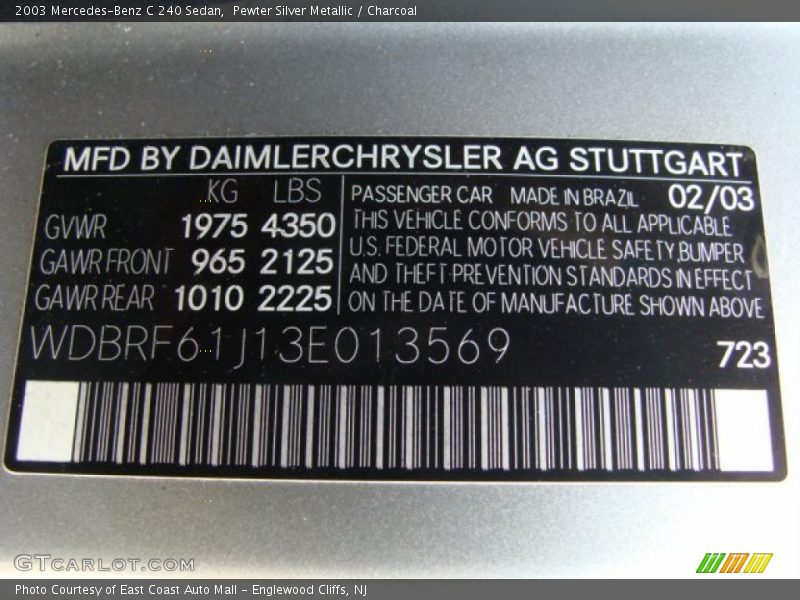 2003 Mercedes-Benz C 240 Sedan, Pewter Silver Metallic / Charcoal
MFD BY DAIMLERCHRYSLER AG STUTTGART
KG LBS
GVWR 1975 4350
GAWR FRONT 965 2125
GAWR REAR 1010 2225
PASSENGER CAR MADE IN BRAZIL 02/03
THIS VEHICLE CONFORMS TO ALL APPLICABLE
U.S. FEDERAL MOTOR VEHICLE SAFETY, BUMPER
AND THEFT PREVENTION STANDARDS IN EFFECT
ON THE DATE OF MANUFACTURE SHOWN ABOVE
WDBRF61J13E013569
723
GTCARLOT.COM
Photo Courtesy of East Coast Auto Mall - Englewood Cliffs, NJ